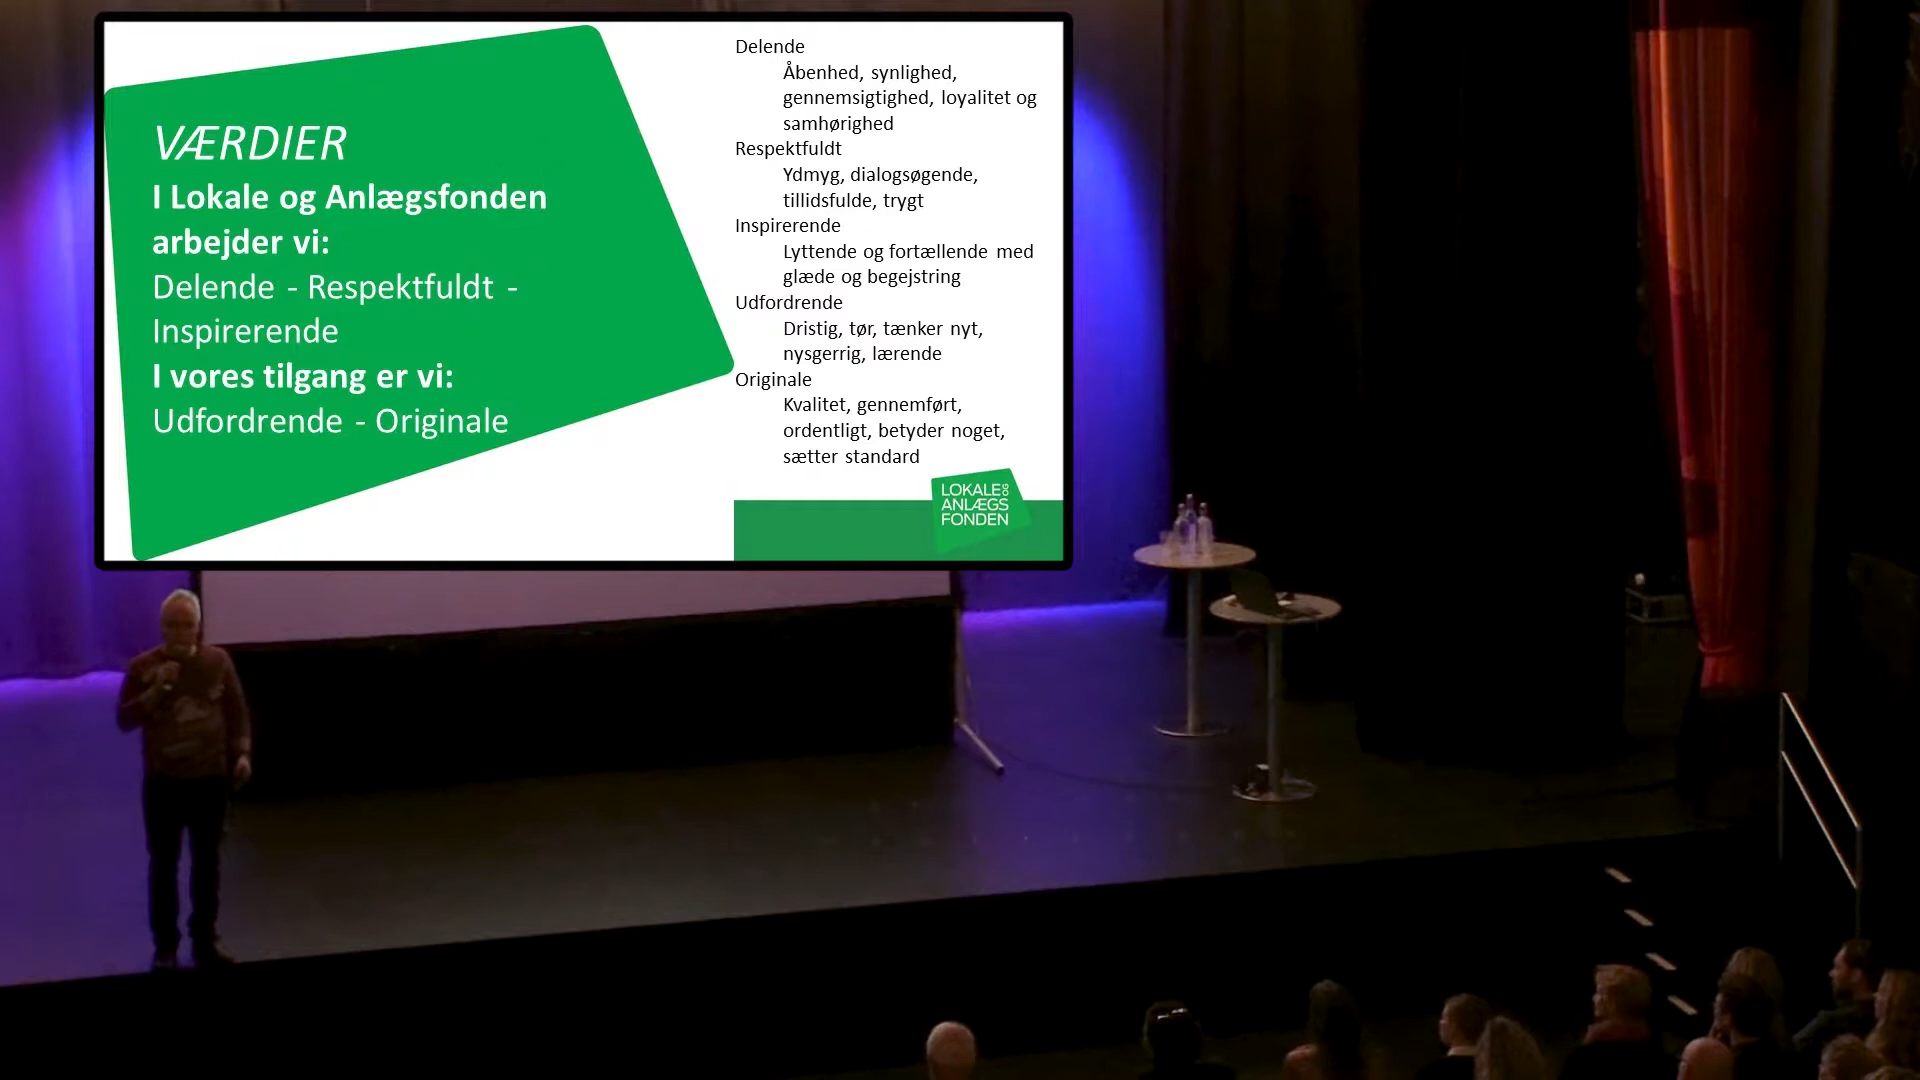 VÆRDIER
I Lokale og Anlægsfonden
arbejder vi:
Delende - Respektfuldt -
Inspirerende
I vores tilgang er vi:
Udfordrende - Originale
Delende
Åbenhed, synlighed,
gennemsigtighed, loyalitet og
samhørighed
Respektfuldt
Ydmyg, dialogsøgende,
tillidsfulde, trygt
Inspirerende
Lyttende og fortællende med
glæde og begejstring
Udfordrende
Dristig, tør, tænker nyt,
nysgerrig, lærende
Originale
Kvalitet, gennemført,
ordentligt, betyder noget,
sætter standard
LOKALE OG
ANLÆGS
FONDEN